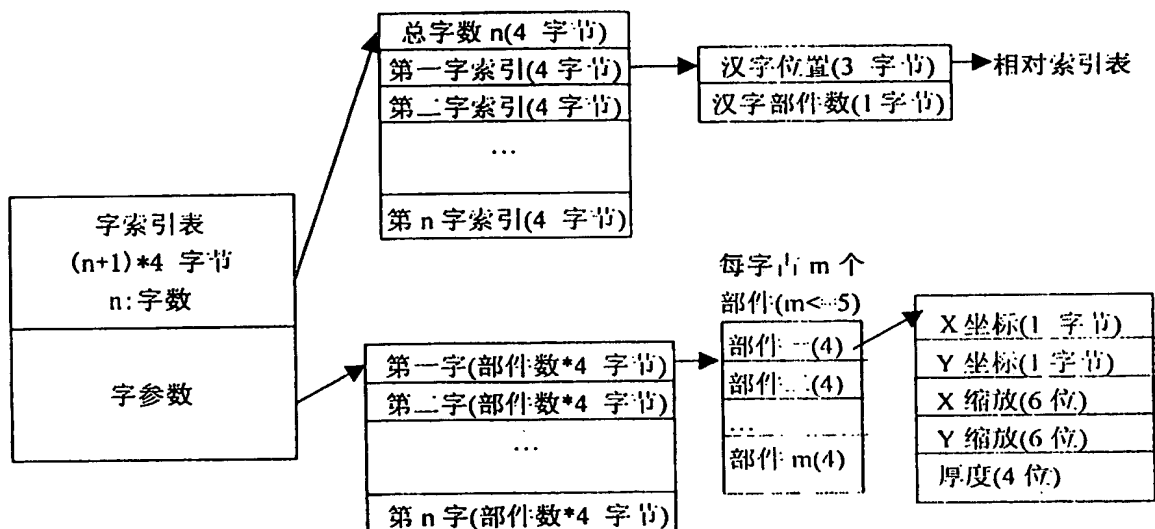 总字数 n(4 字节)
第一字索引(4 字节)
第二字索引(4 字节)
…
第 n 字索引(4 字节)
汉字位置(3 字节)
汉字部件数(1 字节)
相对索引表
字索引表
(n+1)*4 字节
n:字数
字参数
第一字(部件数*4 字节)
第二字(部件数*4 字节)
…
第 n 字(部件数*4 字节)
每字占 m 个
部件(m<=5)
部件一(4)
部件二(4)
…
部件 m(4)
X 坐标(1 字节)
Y 坐标(1 字节)
X 缩放(6 位)
Y 缩放(6 位)
厚度(4 位)